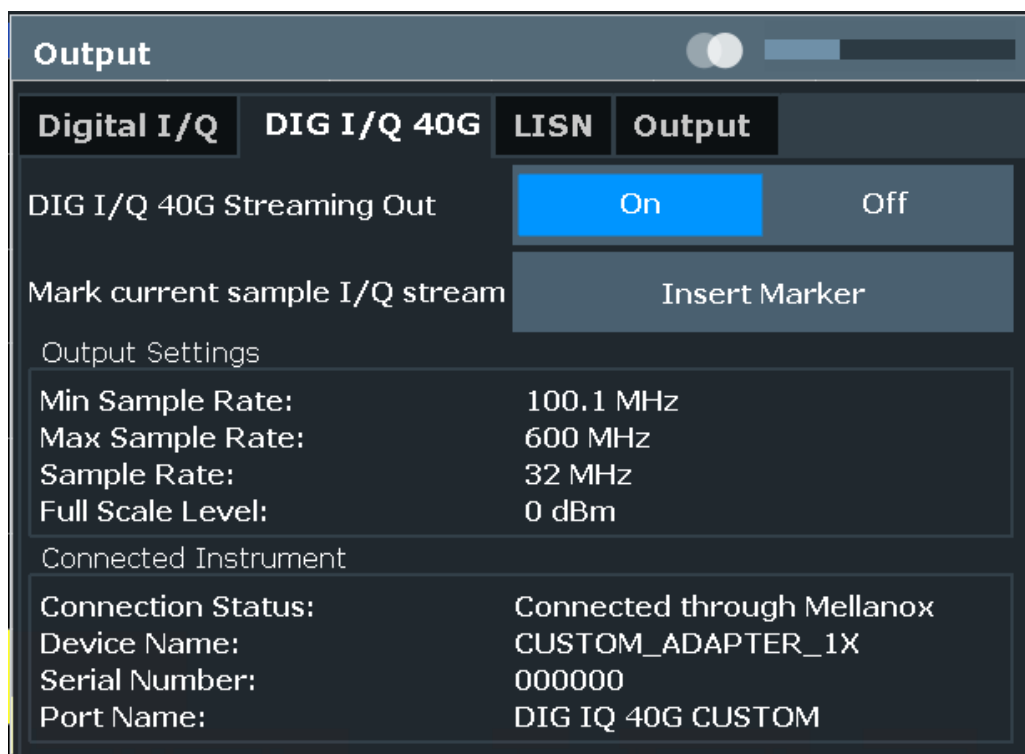 Output
Digital I/Q DIG I/Q 40G LISN Output
DIG I/Q 40G Streaming Out On Off
Mark current sample I/Q stream Insert Marker
Output Settings
Min Sample Rate: 100.1 MHz
Max Sample Rate: 600 MHz
Sample Rate: 32 MHz
Full Scale Level: 0 dBm
Connected Instrument
Connection Status: Connected through Mellanox
Device Name: CUSTOM_ADAPTER_1X
Serial Number: 000000
Port Name: DIG IQ 40G CUSTOM